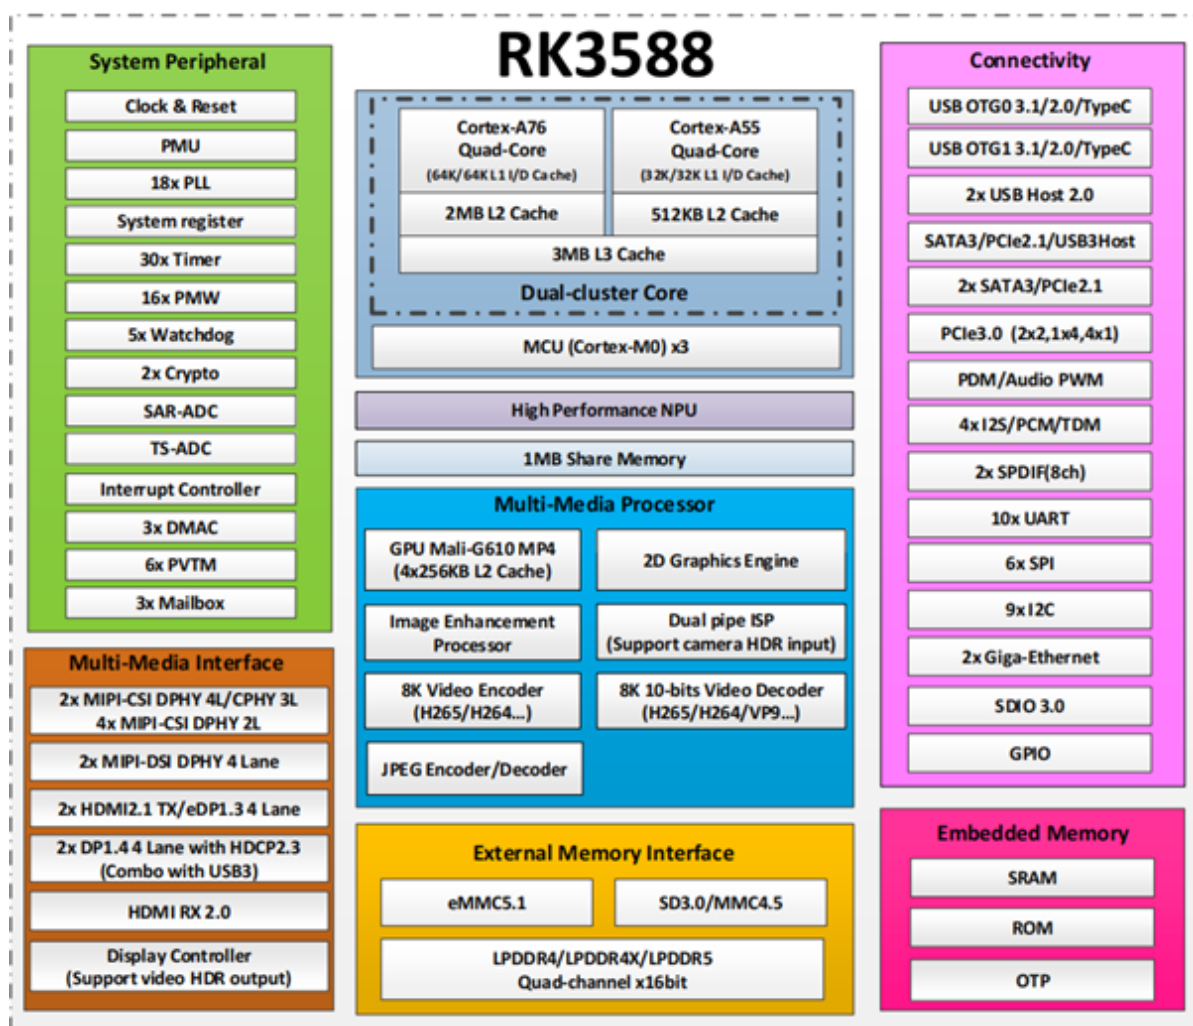 RK3588
System Peripheral
Clock & Reset
PMU
18x PLL
System register
30x Timer
16x PMW
5x Watchdog
2x Crypto
SAR-ADC
TS-ADC
Interrupt Controller
3x DMAC
6x PVTM
3x Mailbox
Multi-Media Interface
2x MIPI-CSI DPHY 4L/CPHY 3L
4x MIPI-CSI DPHY 2L
2x MIPI-DSI DPHY 4 Lane
2x HDMI2.1 TX/eDP1.3 4 Lane
2x DP1.4 4 Lane with HDCP2.3
(Combo with USB3)
HDMI RX 2.0
Display Controller
(Support video HDR output)
Cortex-A76
Quad-Core
(64K/64K L1 I/D Cache)
2MB L2 Cache
Cortex-A55
Quad-Core
(32K/32K L1 I/D Cache)
512KB L2 Cache
3MB L3 Cache
Dual-cluster Core
MCU (Cortex-M0) x3
High Performance NPU
1MB Share Memory
Multi-Media Processor
GPU Mali-G610 MP4
(4x256KB L2 Cache)
2D Graphics Engine
Image Enhancement
Processor
Dual pipe ISP
(Support camera HDR input)
8K Video Encoder
(H265/H264...)
8K 10-bits Video Decoder
(H265/H264/VP9...)
JPEG Encoder/Decoder
External Memory Interface
eMMC5.1
SD3.0/MMC4.5
LPDDR4/LPDDR4X/LPDDR5
Quad-channel x16bit
Connectivity
USB OTG0 3.1/2.0/TypeC
USB OTG1 3.1/2.0/TypeC
2x USB Host 2.0
SATA3/PCIe2.1/USB3Host
2x SATA3/PCIe2.1
PCIe3.0 (2x2,1x4,4x1)
PDM/Audio PWM
4x I2S/PCM/TDM
2x SPDIF(8ch)
10x UART
6x SPI
9x I2C
2x Giga-Ethernet
SDIO 3.0
GPIO
Embedded Memory
SRAM
ROM
OTP